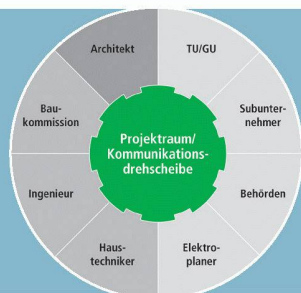 Architekt
TU/GU
Bau-
kommission
Subunter-
nehmer
Projektraum/
Kommunikations-
drehscheibe
Ingenieur
Behörden
Haus-
techniker
Elektro-
planer